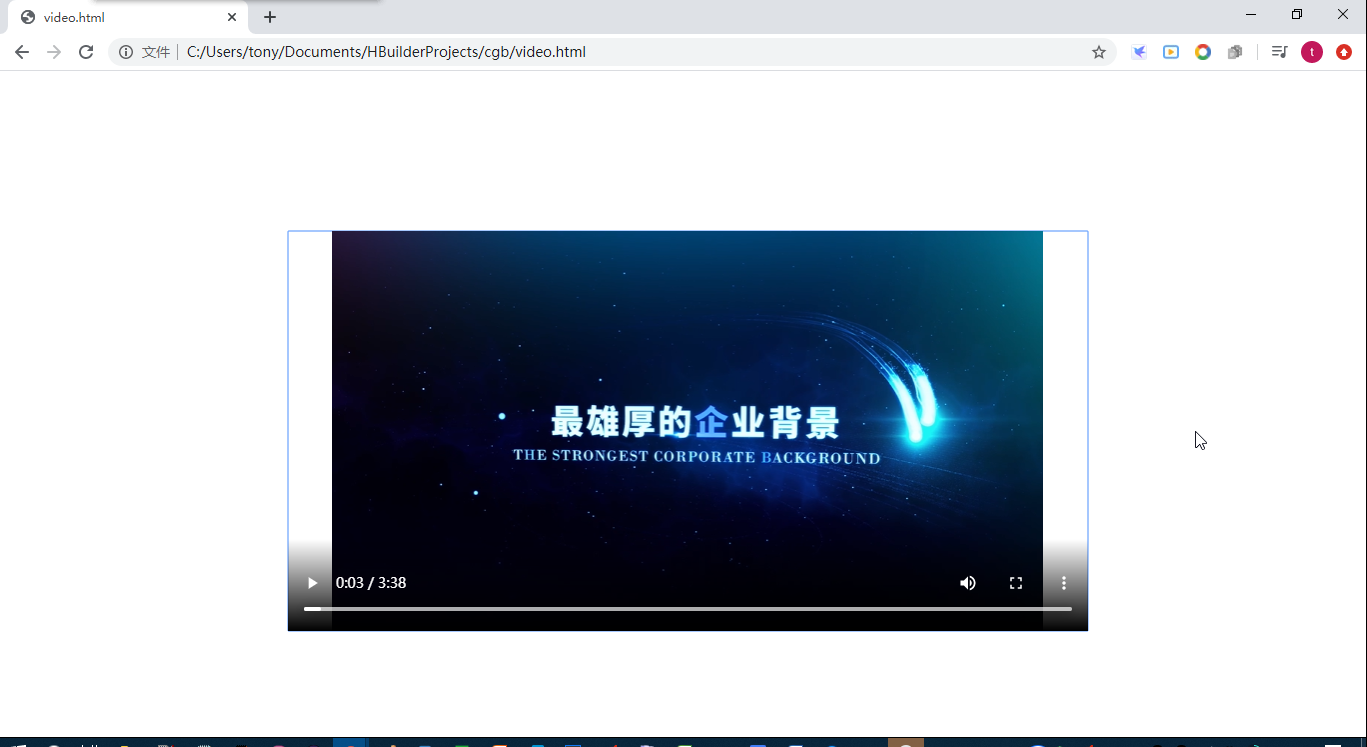 video.html
文件
C:/Users/tony/Documents/HBuilderProjects/cgb/video.html
t
最雄厚的企业背景
THE STRONGEST CORPORATE BACKGROUND
0:03 / 3:38